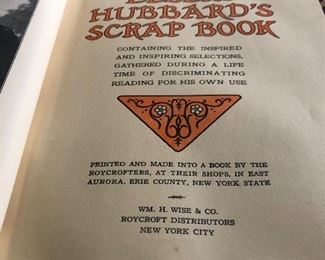 HUBBARD'S
SCRAP BOOK
CONTAINING THE INSPIRED
AND INSPIRING SELECTIONS,
GATHERED DURING A LIFE
TIME OF DISCRIMINATING
READING FOR HIS OWN USE
PRINTED AND MADE INTO A BOOK BY THE
ROYCROFTERS, AT THEIR SHOPS, IN EAST
AURORA, ERIE COUNTY, NEW YORK STATE
WM. H. WISE & CO.
ROYCROFT DISTRIBUTORS
NEW YORK CITY